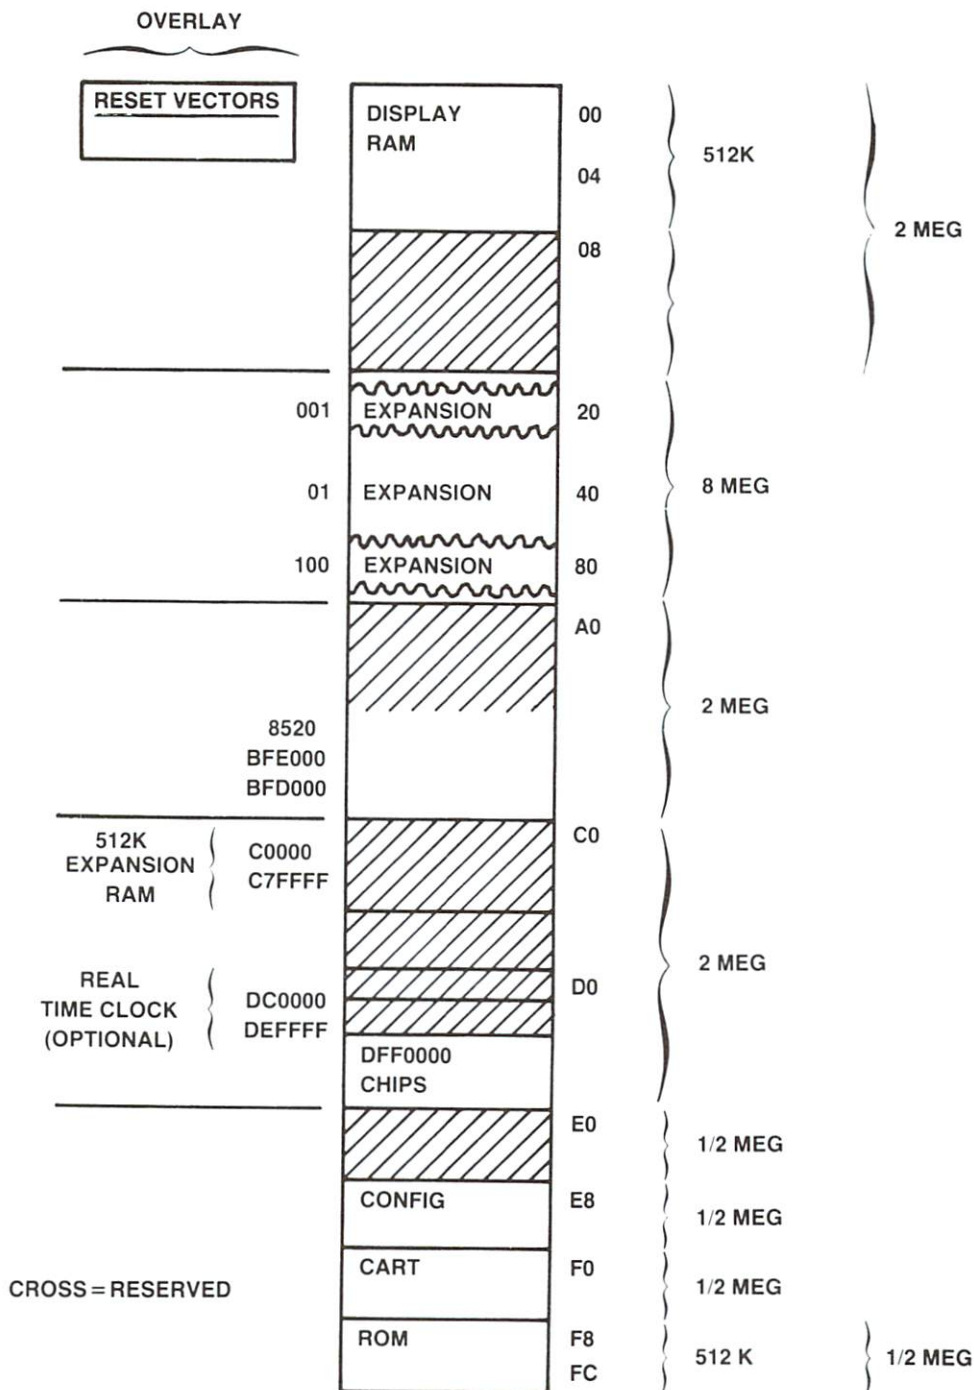 OVERLAY
RESET VECTORS
DISPLAY
RAM
00
04
512K
2 MEG
08
001
EXPANSION
20
01
EXPANSION
40
8 MEG
100
EXPANSION
80
A0
2 MEG
8520
BFE000
BFD000
512K
EXPANSION
RAM
C0000
C7FFFF
C0
2 MEG
REAL
TIME CLOCK
(OPTIONAL)
DC0000
DEFFFF
D0
DFF0000
CHIPS
E0
1/2 MEG
CONFIG
E8
1/2 MEG
CART
F0
1/2 MEG
CROSS=RESERVED
ROM
F8
FC
512 K
1/2 MEG